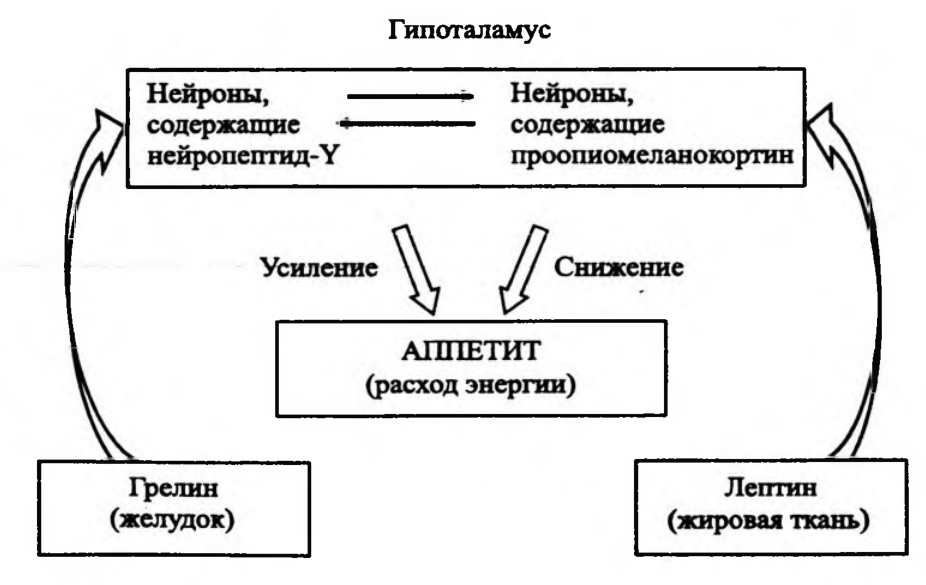 Гипоталамус
Нейроны,
содержащие
нейропептид-Y
Нейроны,
содержащие
проопиомеланокортин
Усиление
Снижение
АППЕТИТ
(расход энергии)
Грелин
(желудок)
Лептин
(жировая ткань)